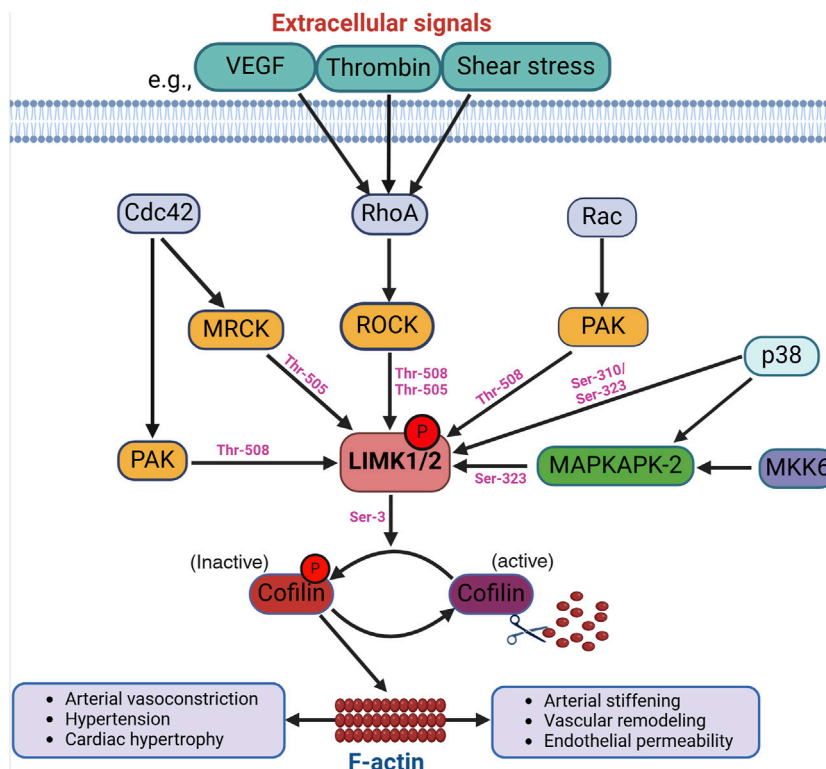 Extracellular signals
e.g.,
VEGF
Thrombin
Shear stress
Cdc42
RhoA
Rac
MRCK
ROCK
PAK
p38
Thr-505
Thr-508
Thr-505
Thr-508
Ser-310/
Ser-323
P
PAK
Thr-508
LIMK1/2
Ser-323
MAPKAPK-2
MKK6
Ser-3
(Inactive)
(active)
P
Cofilin
Cofilin
• Arterial vasoconstriction
• Hypertension
• Cardiac hypertrophy
• Arterial stiffening
• Vascular remodeling
• Endothelial permeability
F-actin